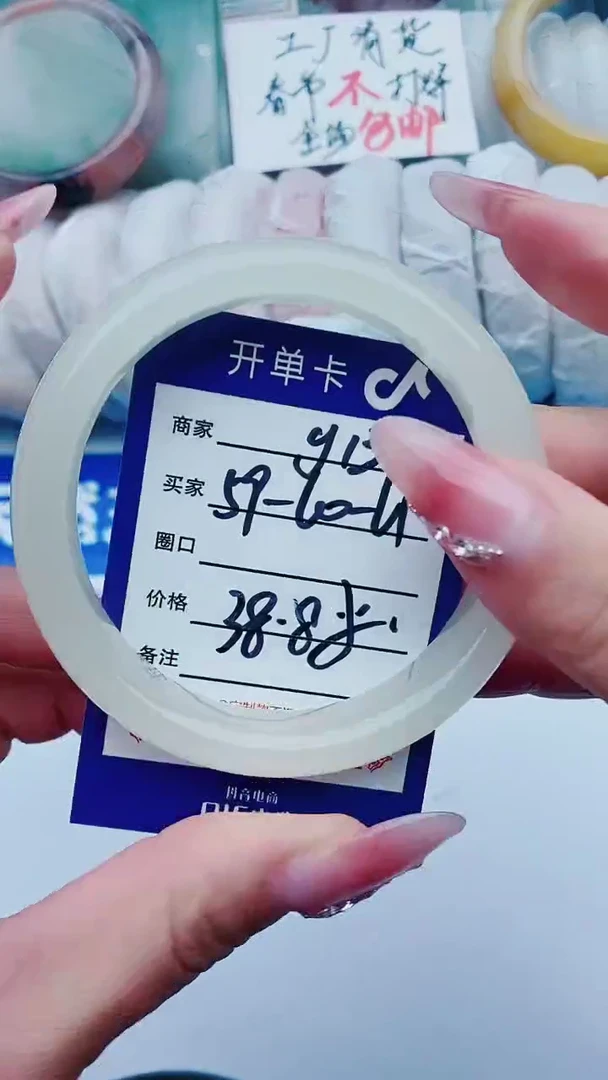 工厂有货
春节不打烊
全场包邮
开单卡
商家
买家 59-60-61
圈口
价格 38.8米
备注
抖音电商